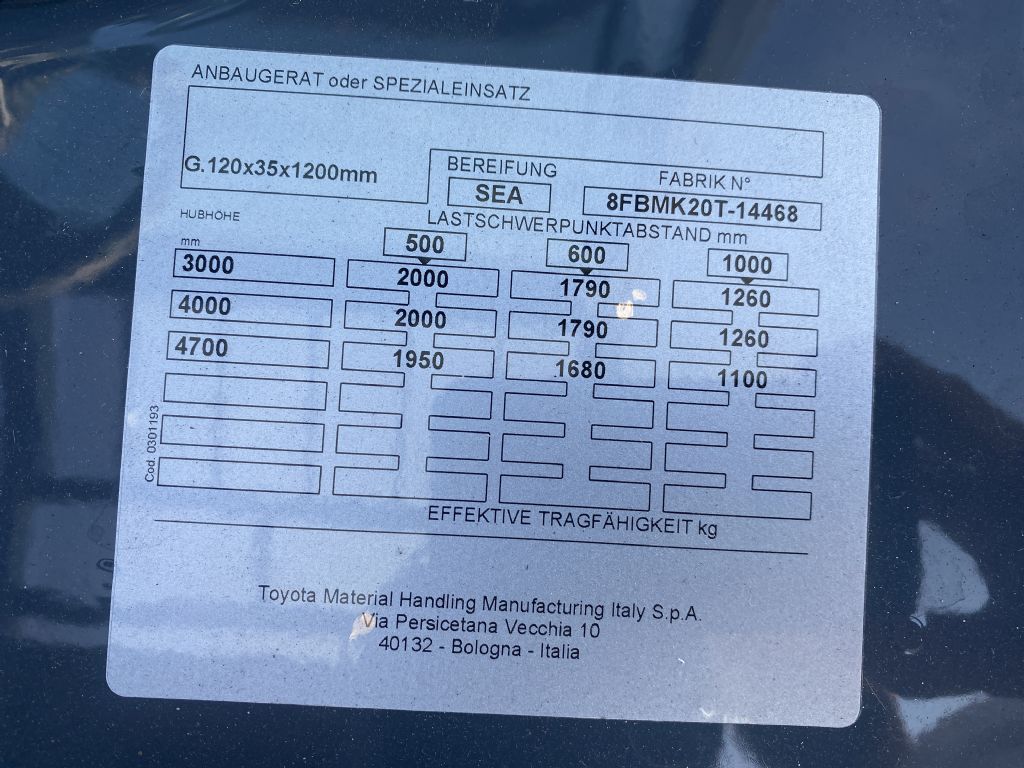 ANBAUGERAT oder SPEZIALEINSATZ
G.120x35x1200mm
BEREIFUNG
SEA
FABRIK N°
8FBMK20T-14468
HUBHÖHE
mm
LASTSCHWERPUNKTABSTAND mm
500 600 1000
3000 2000 1790 1260
4000 2000 1790 1260
4700 1950 1680 1100
Cod. 0301193
EFFEKTIVE TRAGFÄHIGKEIT kg
Toyota Material Handling Manufacturing Italy S.p.A.
Via Persicetana Vecchia 10
40132 - Bologna - Italia